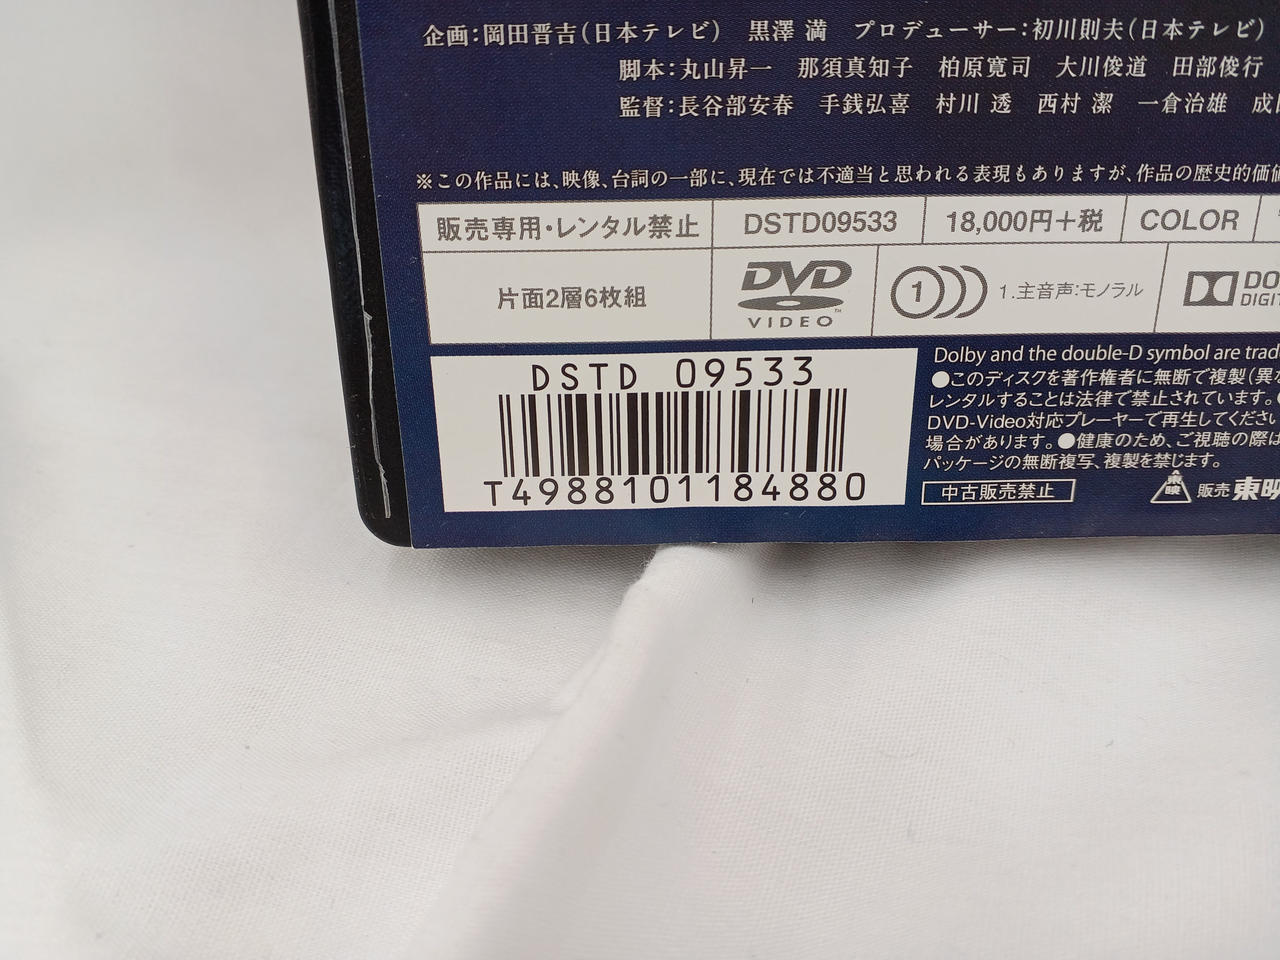 企画:岡田晋吉(日本テレビ) 黒澤 満 プロデューサー:初川則夫(日本テレビ)
脚本:丸山昇一 那須真知子 柏原寛司 大川俊道 田部俊行
監督:長谷部安春 手銭弘喜 村川 透 西村 潔 一倉治雄 成田
※この作品には、映像、台詞の一部に、現在では不適当と思われる表現もありますが、作品の歴史的価値
販売専用・レンタル禁止 DSTD09533 18,000円+税 COLOR
片面2層6枚組 DVD VIDEO ™ 1 1.主音声:モノラル DO
DIGIT
DSTD 09533
T4988101184880
Dolby and the double-D symbol are trad
●このディスクを著作権者に無断で複製(異な
レンタルすることは法律で禁止されています。●
DVD-Video対応プレーヤーで再生してください
場合があります。●健康のため、ご視聴の際は
パッケージの無断複写、複製を禁じます。
中古販売禁止 東映 販売 東映